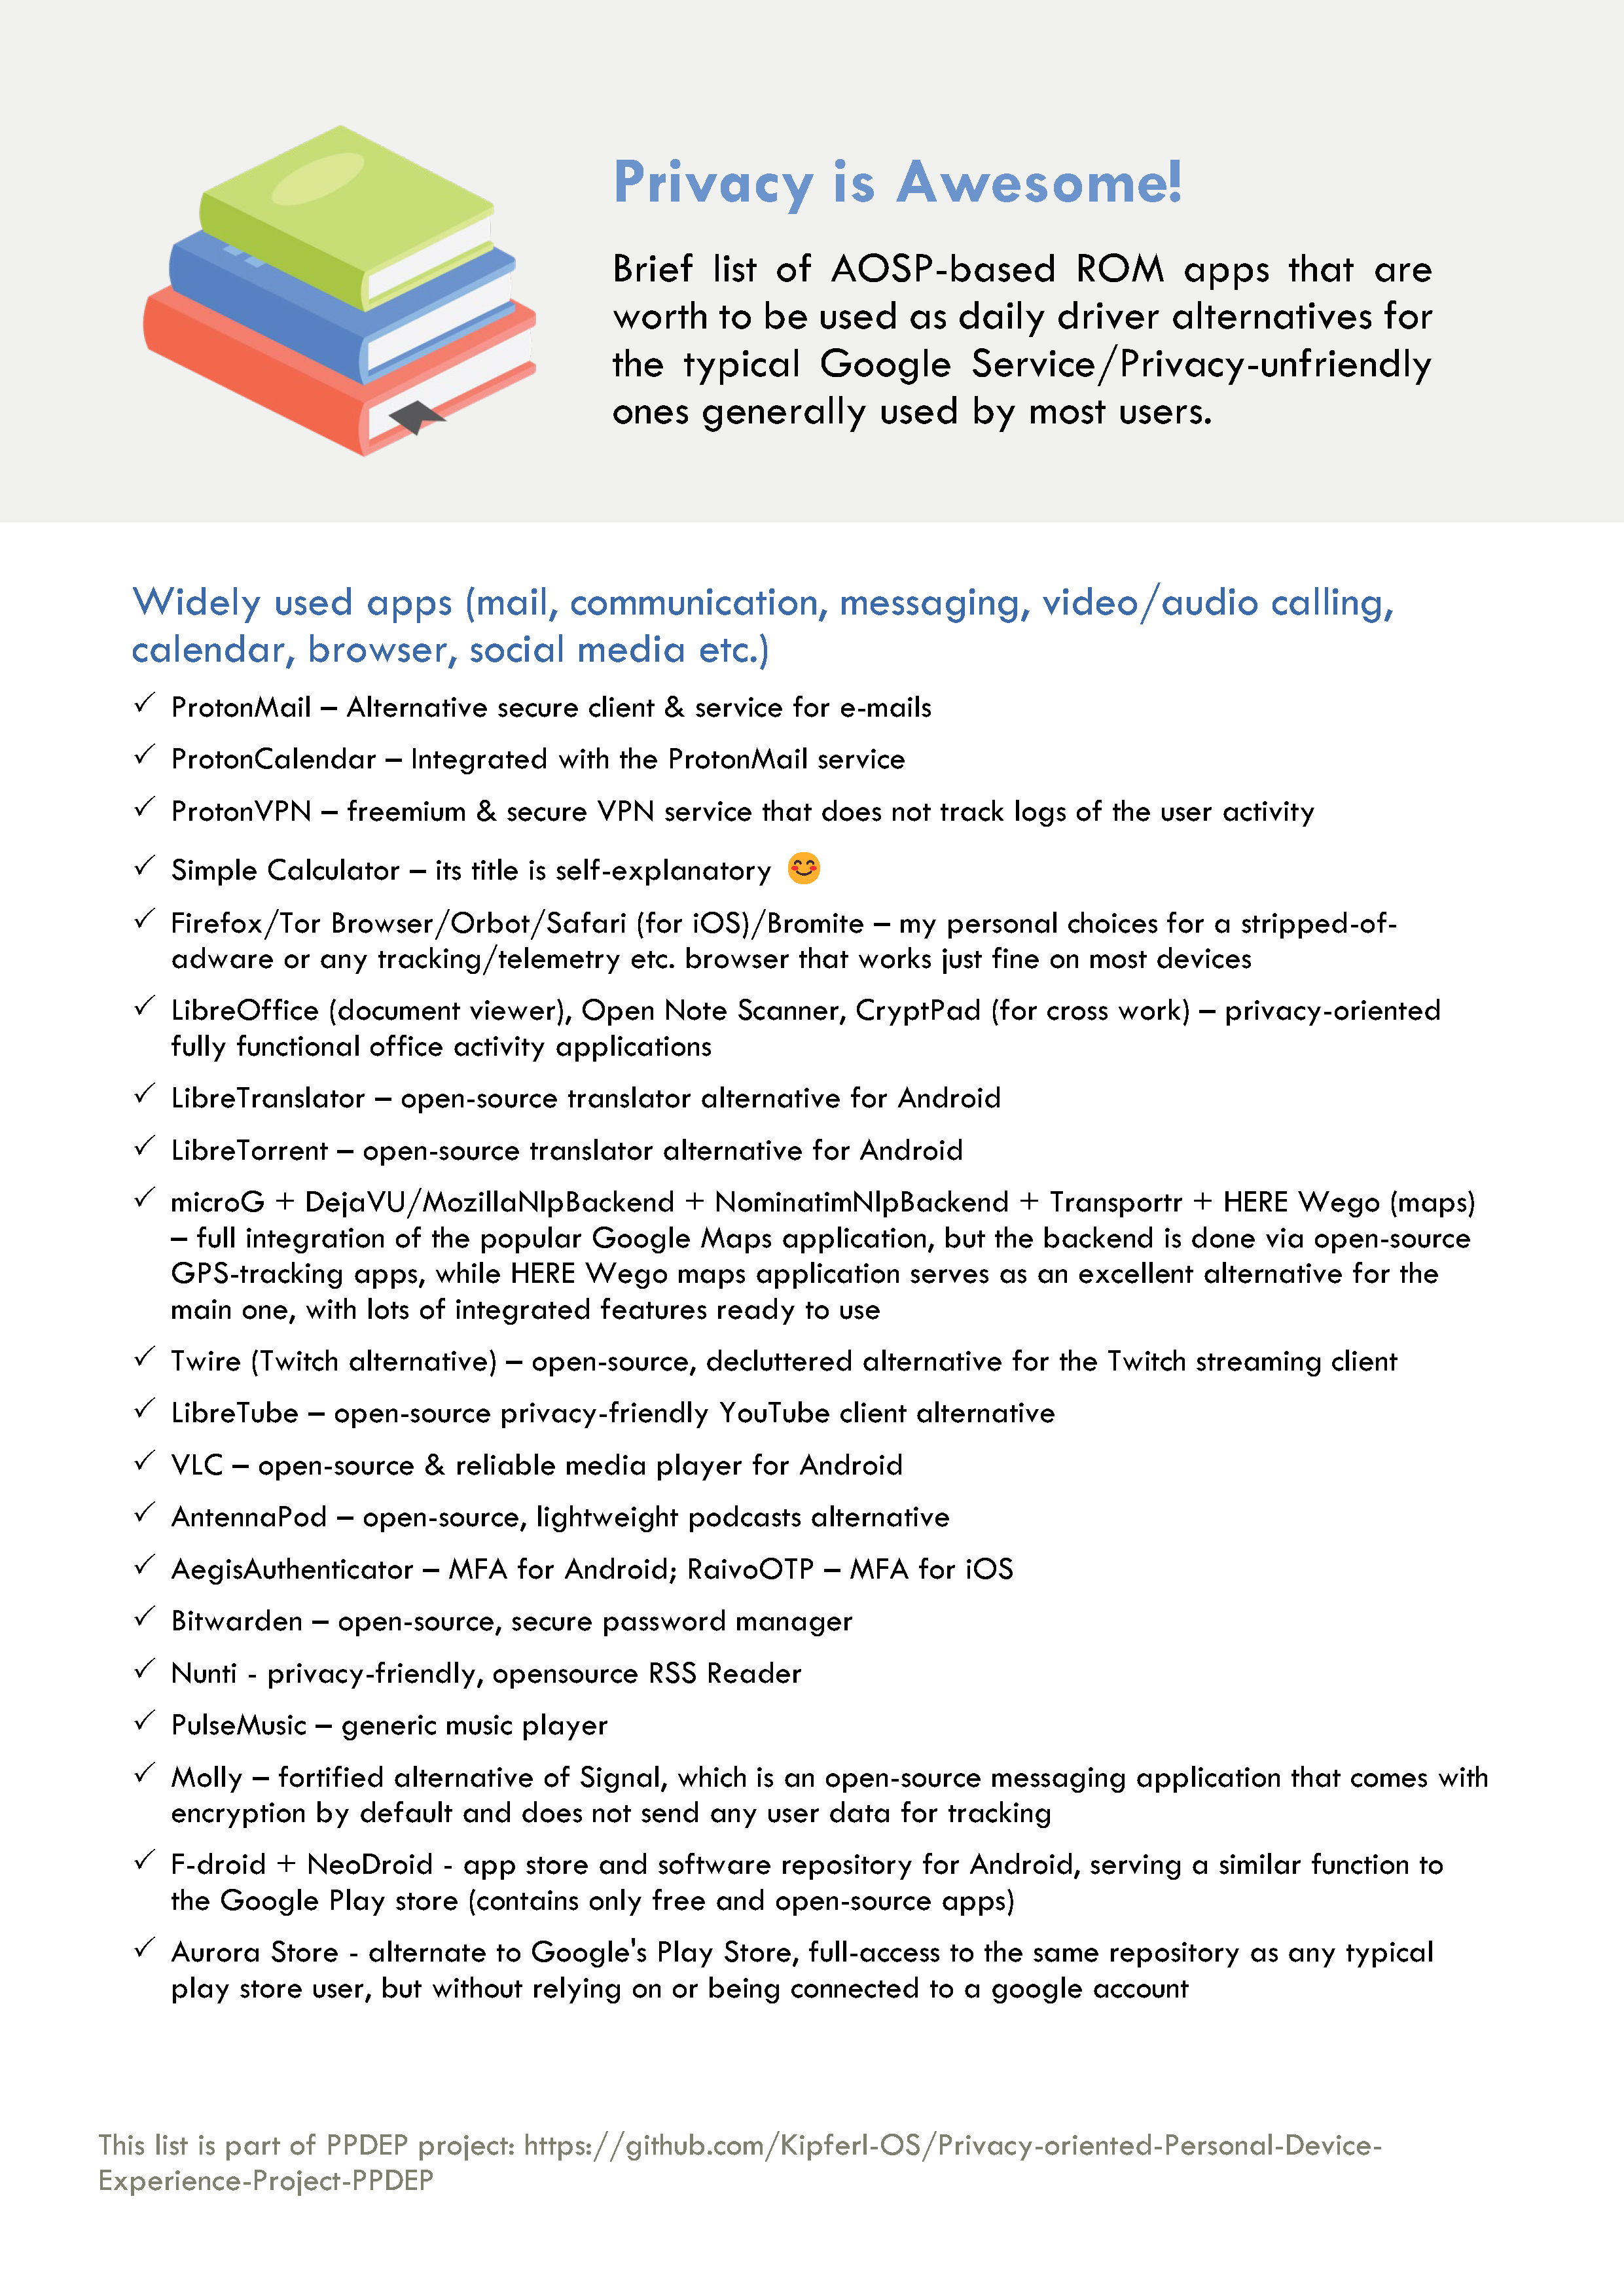 Privacy is Awesome!
Brief list of AOSP-based ROM apps that are
worth to be used as daily driver alternatives for
the typical Google Service/Privacy-unfriendly
ones generally used by most users.
Widely used apps (mail, communication, messaging, video/audio calling,
calendar, browser, social media etc.)
✓ ProtonMail – Alternative secure client & service for e-mails
✓ ProtonCalendar – Integrated with the ProtonMail service
✓ ProtonVPN – freemium & secure VPN service that does not track logs of the user activity
✓ Simple Calculator – its title is self-explanatory 😊
✓ Firefox/Tor Browser/Orbot/Safari (for iOS)/Bromite – my personal choices for a stripped-of-
adware or any tracking/telemetry etc. browser that works just fine on most devices
✓ LibreOffice (document viewer), Open Note Scanner, CryptPad (for cross work) – privacy-oriented
fully functional office activity applications
✓ LibreTranslator – open-source translator alternative for Android
✓ LibreTorrent – open-source translator alternative for Android
✓ microG + DejaVU/MozillaNlpBackend + NominatimNlpBackend + Transportr + HERE Wego (maps)
– full integration of the popular Google Maps application, but the backend is done via open-source
GPS-tracking apps, while HERE Wego maps application serves as an excellent alternative for the
main one, with lots of integrated features ready to use
✓ Twire (Twitch alternative) – open-source, decluttered alternative for the Twitch streaming client
✓ LibreTube – open-source privacy-friendly YouTube client alternative
✓ VLC – open-source & reliable media player for Android
✓ AntennaPod – open-source, lightweight podcasts alternative
✓ AegisAuthenticator – MFA for Android; RaivoOTP – MFA for iOS
✓ Bitwarden – open-source, secure password manager
✓ Nunti - privacy-friendly, opensource RSS Reader
✓ PulseMusic – generic music player
✓ Molly – fortified alternative of Signal, which is an open-source messaging application that comes with
encryption by default and does not send any user data for tracking
✓ F-droid + NeoDroid - app store and software repository for Android, serving a similar function to
the Google Play store (contains only free and open-source apps)
✓ Aurora Store - alternate to Google's Play Store, full-access to the same repository as any typical
play store user, but without relying on or being connected to a google account
This list is part of PPDEP project: https://github.com/Kipferl-OS/Privacy-oriented-Personal-Device-
Experience-Project-PPDEP